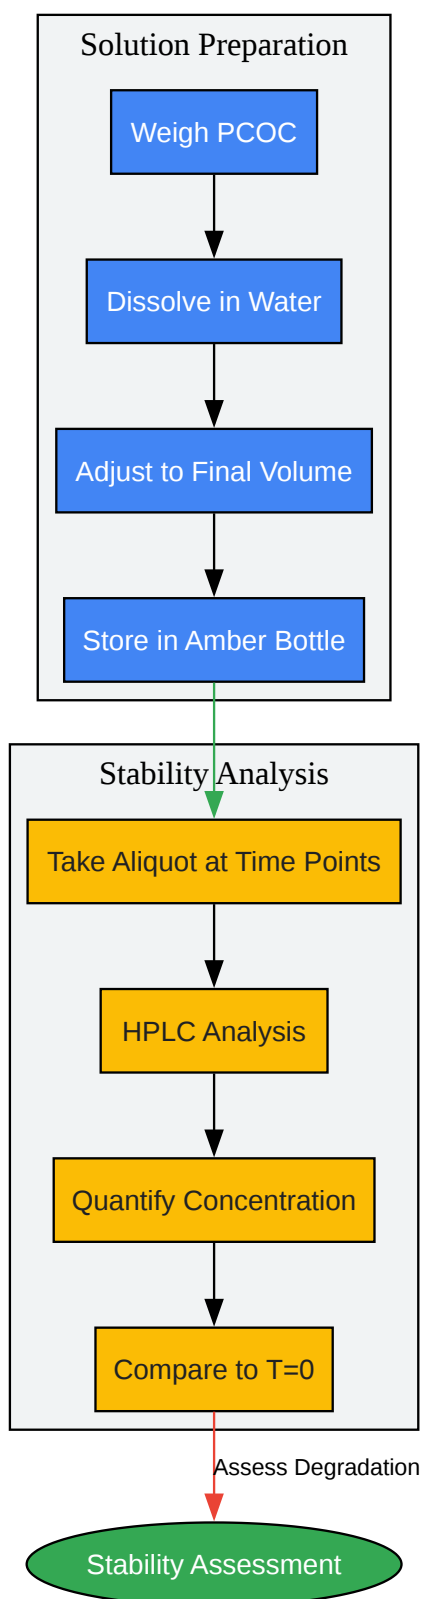 Solution Preparation
Weigh PCOC
Dissolve in Water
Adjust to Final Volume
Store in Amber Bottle
Stability Analysis
Take Aliquot at Time Points
HPLC Analysis
Quantify Concentration
Compare to T=0
Assess Degradation
Stability Assessment